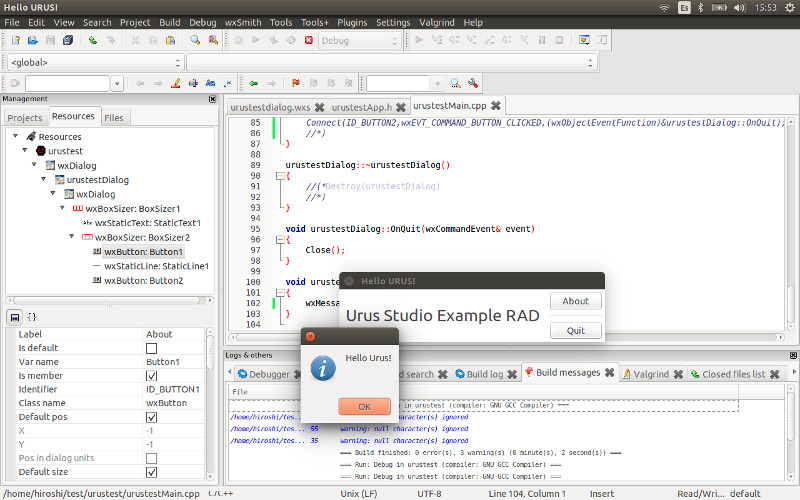 Hello URUS!
File Edit View Search Project Build Debug wxSmith Tools Tools+ Plugins Settings Valgrind Help
Es
15:53
Debug
<global>
.*
Management
Projects Resources Files
Resources
urustest
wxDialog
urustestDialog
wxDialog
wxBoxSizer: BoxSizer1
wxStaticText: StaticText1
wxBoxSizer: BoxSizer2
wxButton: Button1
wxStaticLine: StaticLine1
wxButton: Button2
{}
Label About
Is default
Var name Button1
Is member
Identifier ID_BUTTON1
Class name wxButton
Default pos
X -1
Y -1
Pos in dialog units
Default size
urustestdialog.wxs urustestApp.h urustestMain.cpp
85 Connect(ID_BUTTON2,wxEVT_COMMAND_BUTTON_CLICKED,(wxObjectEventFunction)&urustestDialog::OnQuit);
86 //*)
87 }
88
89 urustestDialog::~urustestDialog()
90 {
91 //(*Destroy(urustestDialog)
92 //*)
93 }
94
95 void urustestDialog::OnQuit(wxCommandEvent& event)
96 {
97 Close();
98 }
99
100 void uruste
101 {
102 wxMessa
103 }
104
Hello URUS!
Urus Studio Example RAD
About
Quit
Hello Urus!
OK
Logs & others
Debugger d search Build log Build messages Valgrind Closed files list
File
d in urustest (compiler: GNU GCC Compiler) ===
/home/hiroshi/tes... warning: null character(s) ignored
/home/hiroshi/tes... 55 warning: null character(s) ignored
/home/hiroshi/tes... 35 warning: null character(s) ignored
=== Build finished: 0 error(s), 3 warning(s) (0 minute(s), 2 second(s)) ===
=== Run: Debug in urustest (compiler: GNU GCC Compiler) ===
=== Run: Debug in urustest (compiler: GNU GCC Compiler) ===
/home/hiroshi/test/urustest/urustestMain.cpp C/C++ Unix (LF) UTF-8 Line 104, Column 1 Insert Read/Wri... default